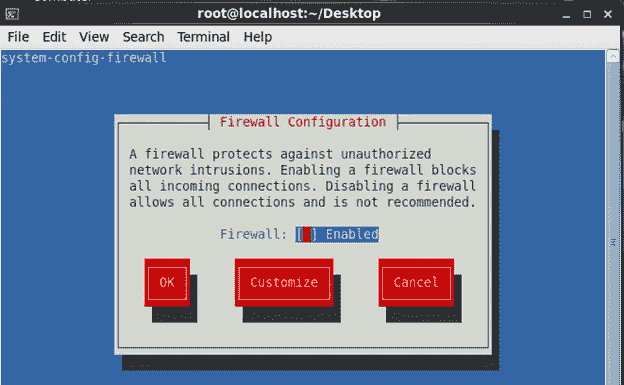 root@localhost:~/Desktop
File Edit View Search Terminal Help
system-config-firewall
Firewall Configuration
A firewall protects against unauthorized
network intrusions. Enabling a firewall blocks
all incoming connections. Disabling a firewall
allows all connections and is not recommended.
Firewall: [ ] Enabled
OK Customize Cancel